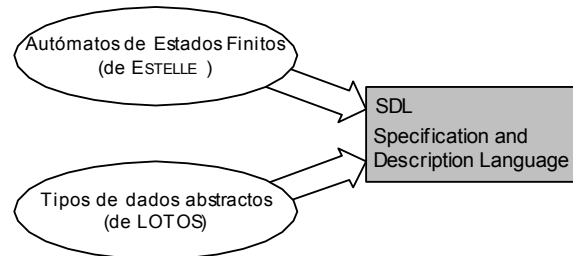 Autómatos de Estados Finitos
(de ESTELLE )
SDL
Specification and
Description Language
Tipos de dados abstractos
(de LOTOS)